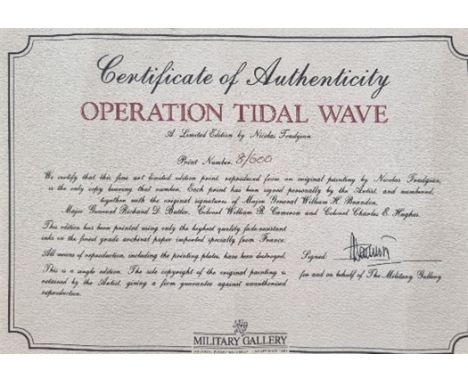 Certificate of Authenticity
OPERATION TIDAL WAVE
A Limited Edition by Nicolas Trudgian
Print Number 8/600
We certify that this fine art limited edition print reproduced from an original painting by Nicolas Trudgian,
is the only copy bearing that number. Each print has been signed personally by the Artist and numbered,
together with the original signatures of Major General William H. Brandon,
Major General Richard D. Butler, Colonel William R. Cameron and Colonel Charles E. Hughes.
This edition has been printed using only the highest quality fade-resistant
inks on the finest grade archival paper imported specially from France.
All means of reproduction, including the printing plates, have been destroyed.
This is a single edition. The sole copyright of the original painting is
retained by the Artist, giving a firm guarantee against unauthorised
reproduction.
Signed:
for and on behalf of The Military Gallery
MILITARY GALLERY